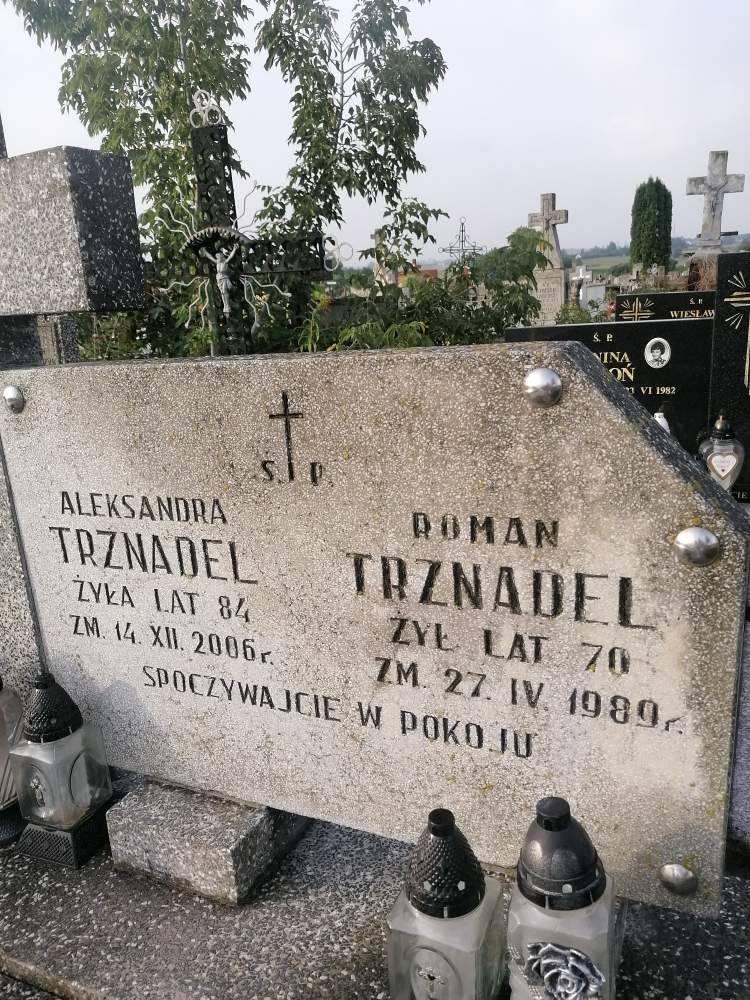 Ś. P.
ALEKSANDRA
TRZNADEL
ŻYŁA LAT 84
ZM. 14. XII. 2006r.
ROMAN
TRZNADEL
ŻYŁ LAT 70
ZM. 27. IV. 1989r.
SPOCZYWAJCIE W POKOJU
Ś. P.
WIESŁAW
Ś. P.
VI 1982